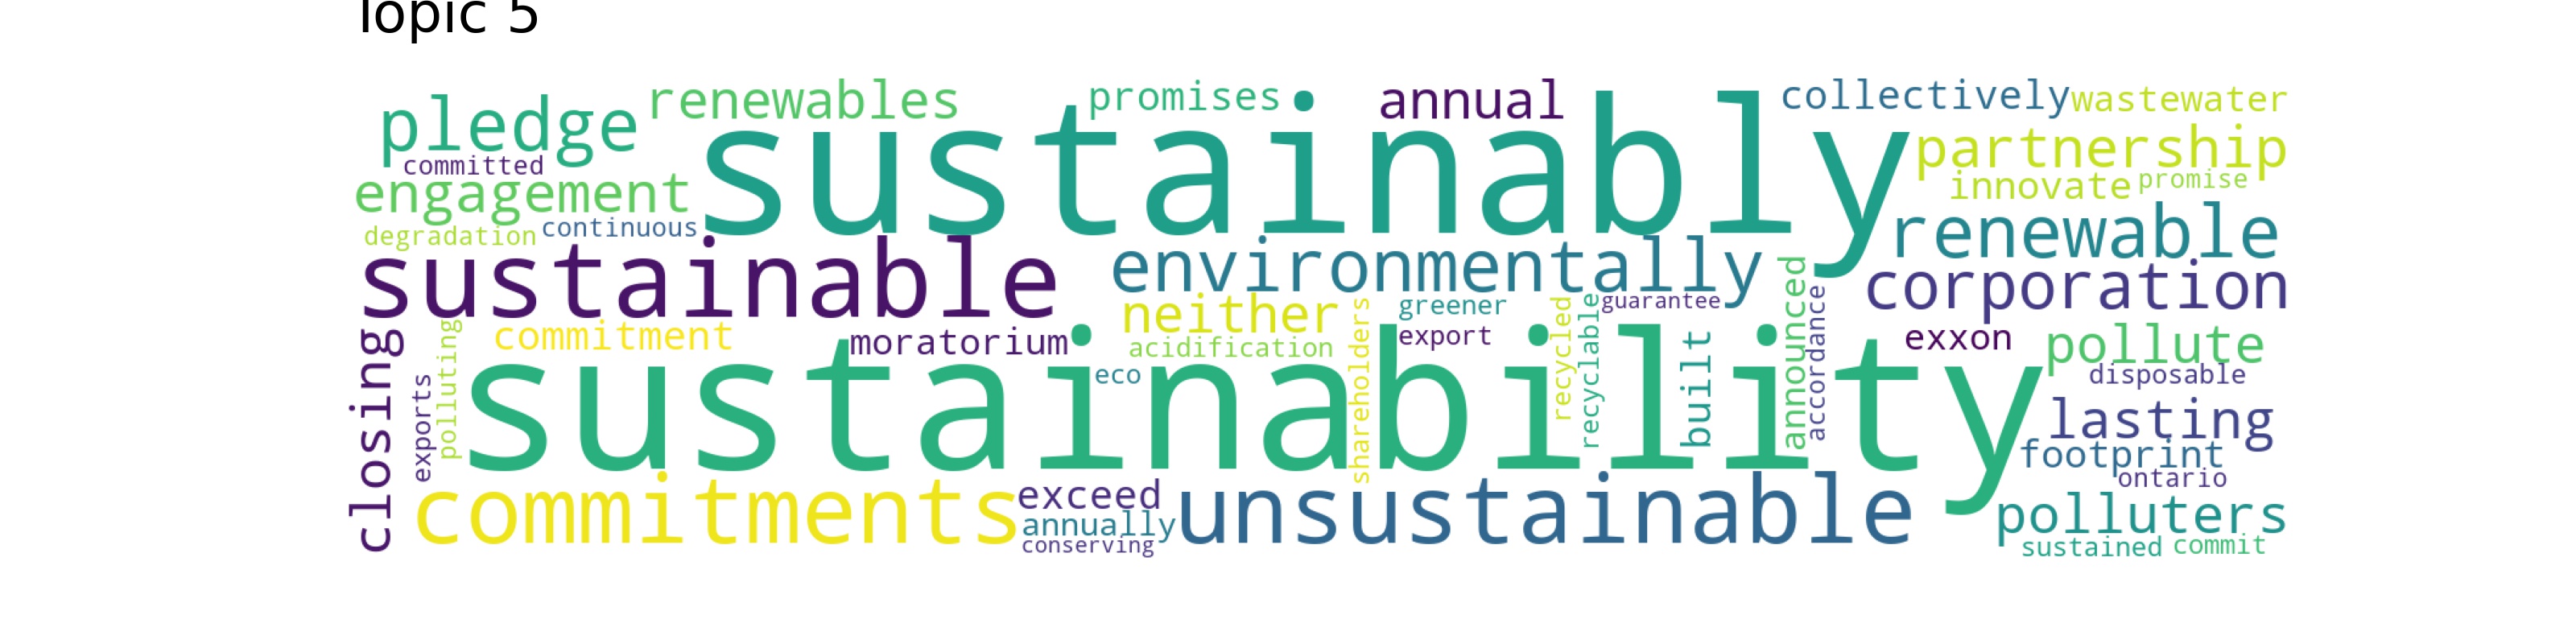 Topic 5
pledge
renewables
promises
annual
collectively
wastewater
committed
sustainably
partnership
engagement
innovate
promise
degradation
continuous
renewable
sustainable
environmentally
corporation
closing
polluting
exports
commitment
moratorium
neither
acidification
eco
shareholders
greener
export
recycled
recyclable
guarantee
built
announced
accordance
exxon
pollute
disposable
sustainability
lasting
footprint
ontario
commitments
exceed
annually
conserving
unsustainable
polluters
sustained
commit